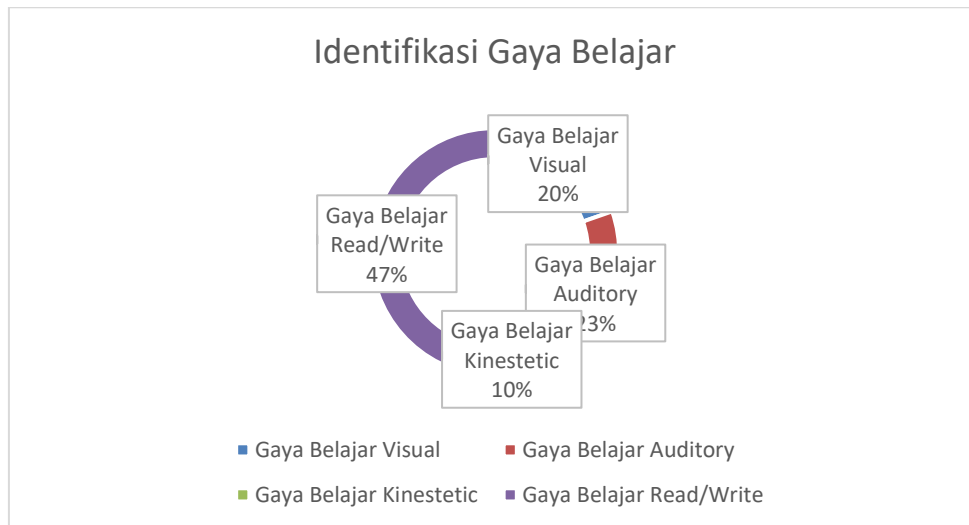 Identifikasi Gaya Belajar
Gaya Belajar
Visual
20%
Gaya Belajar
Auditory
23%
Gaya Belajar
Kinestetic
10%
Gaya Belajar
Read/Write
47%
Gaya Belajar Visual
Gaya Belajar Auditory
Gaya Belajar Kinestetic
Gaya Belajar Read/Write